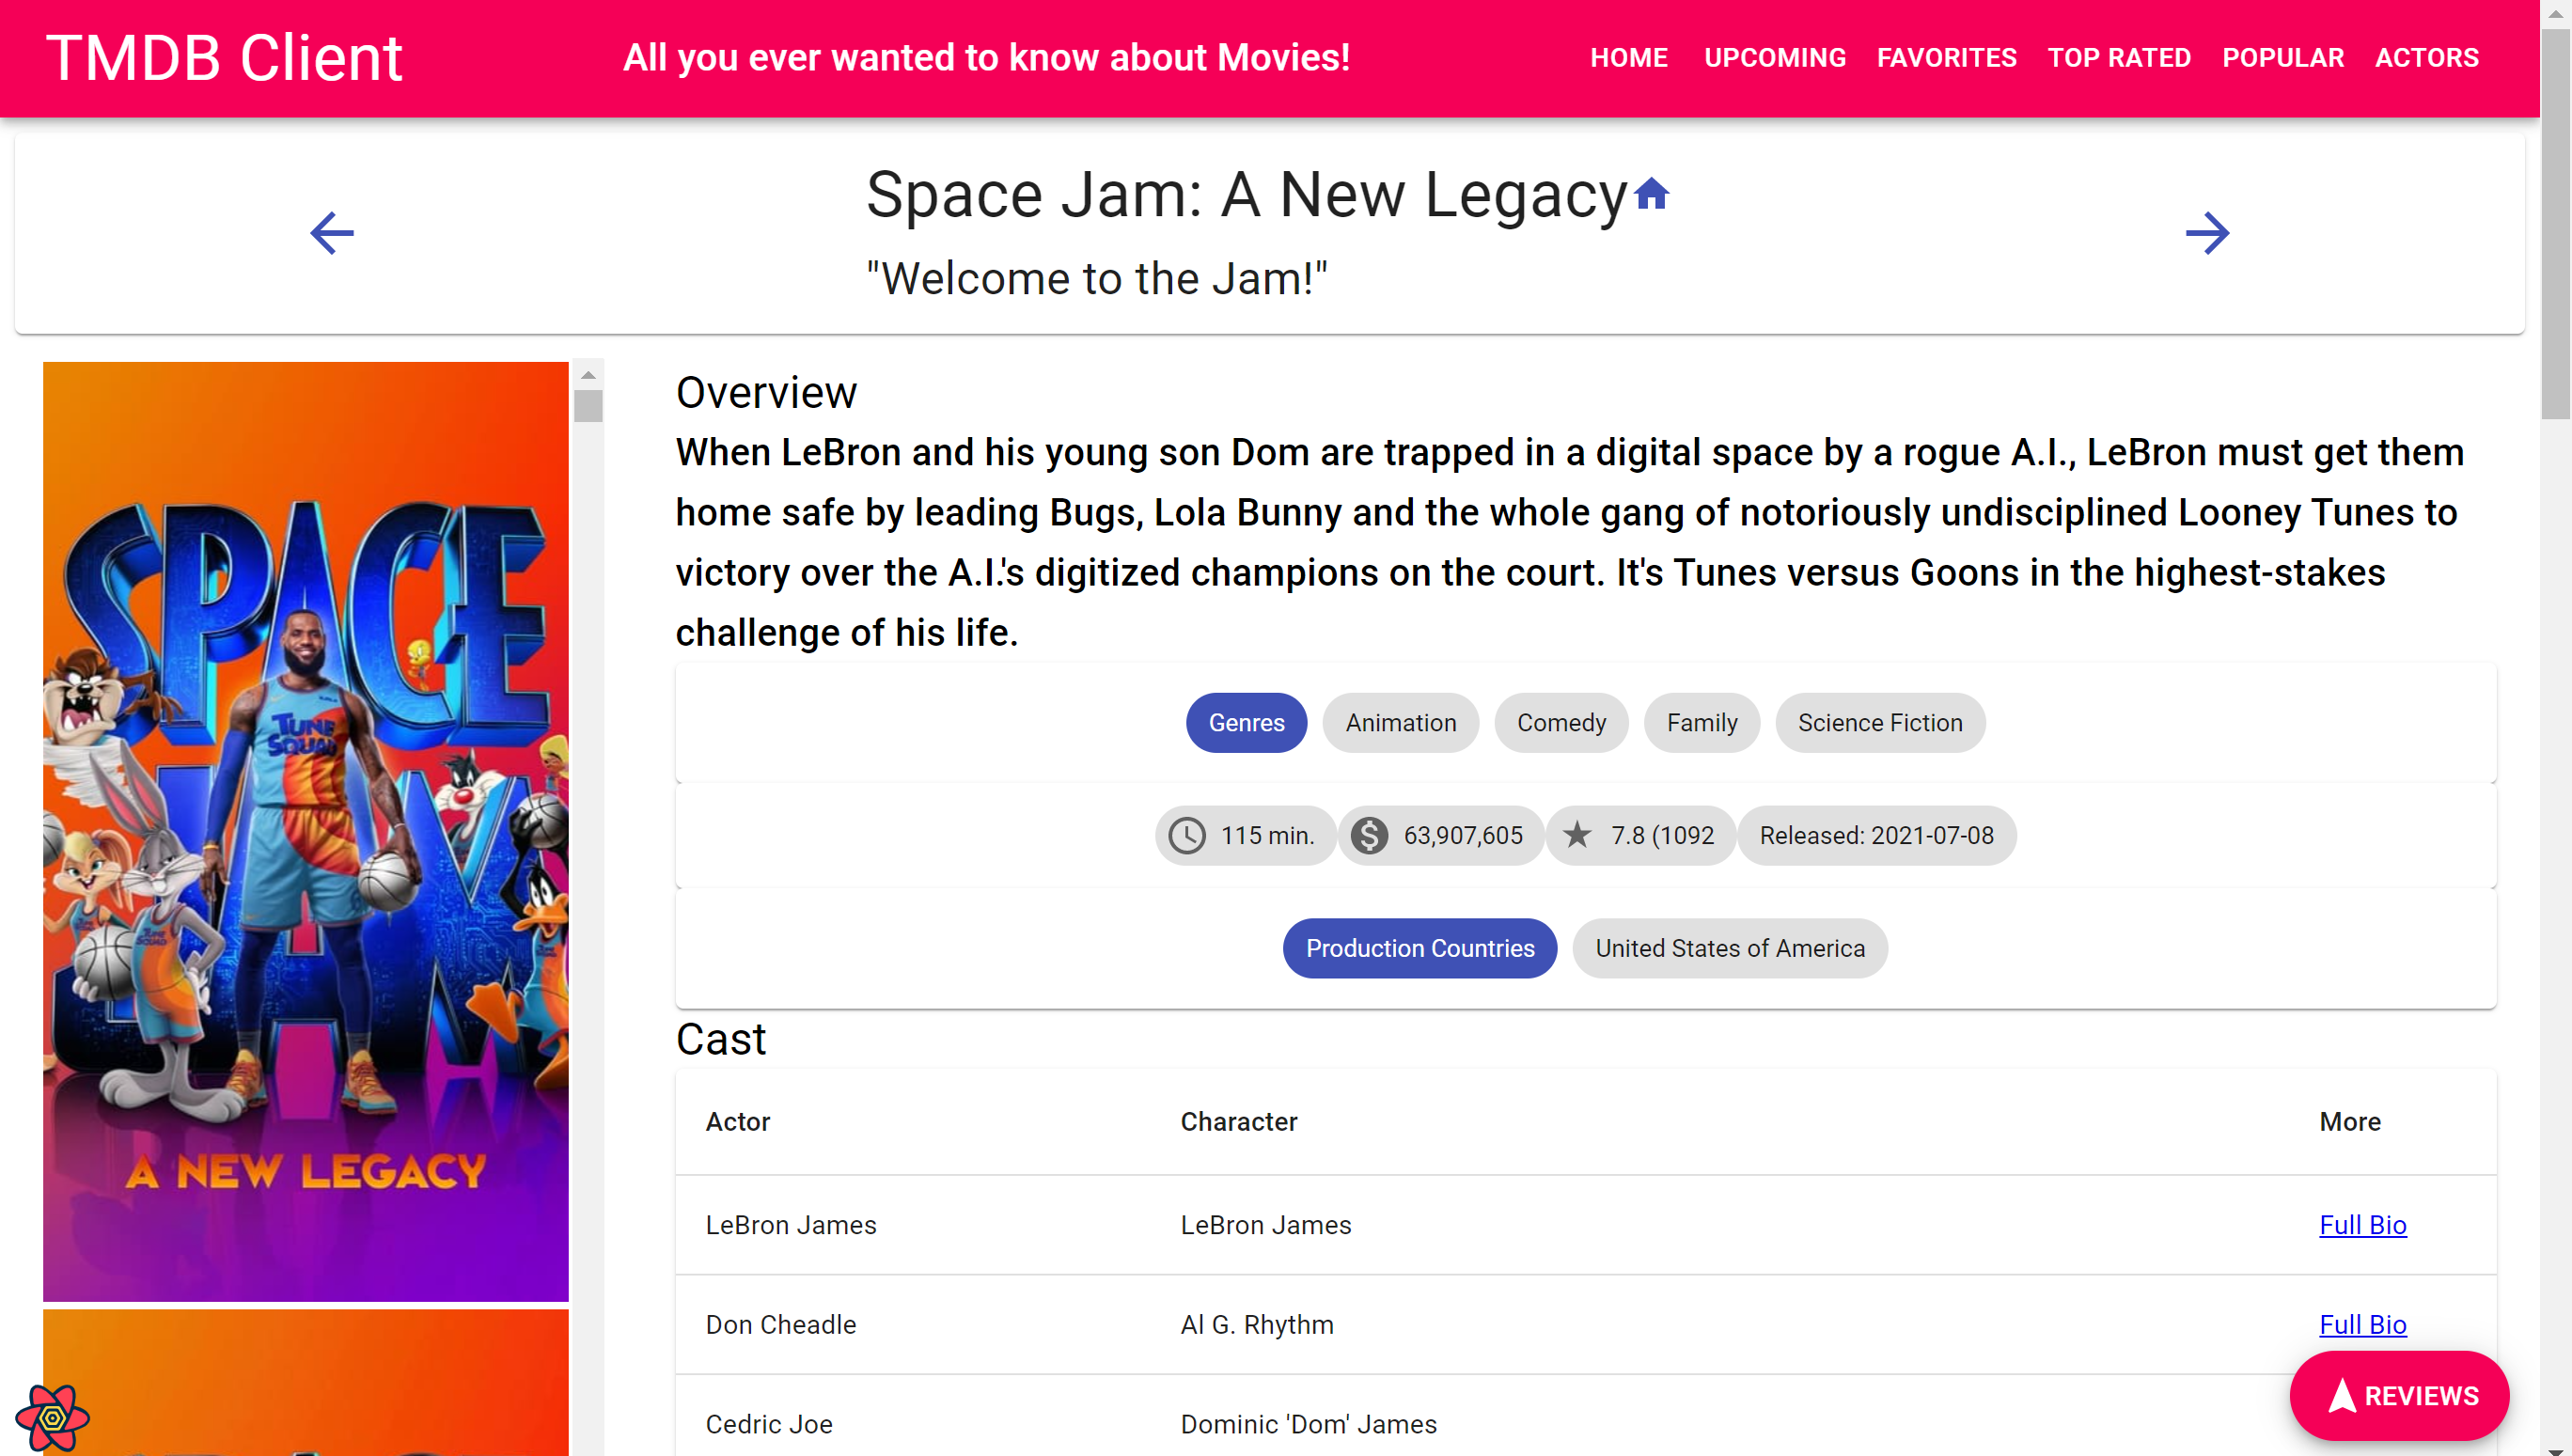 TMDB Client
All you ever wanted to know about Movies!
HOME UPCOMING FAVORITES TOP RATED POPULAR ACTORS
Space Jam: A New Legacy
"Welcome to the Jam!"
SPACE
JAM
TUNE
SQUAD
A NEW LEGACY
Overview
When LeBron and his young son Dom are trapped in a digital space by a rogue A.I., LeBron must get them
home safe by leading Bugs, Lola Bunny and the whole gang of notoriously undisciplined Looney Tunes to
victory over the A.I.'s digitized champions on the court. It's Tunes versus Goons in the highest-stakes
challenge of his life.
Genres Animation Comedy Family Science Fiction
115 min. 63,907,605 7.8 (1092 Released: 2021-07-08
Production Countries United States of America
Cast
Actor Character More
LeBron James LeBron James Full Bio
Don Cheadle Al G. Rhythm Full Bio
Cedric Joe Dominic 'Dom' James
REVIEWS